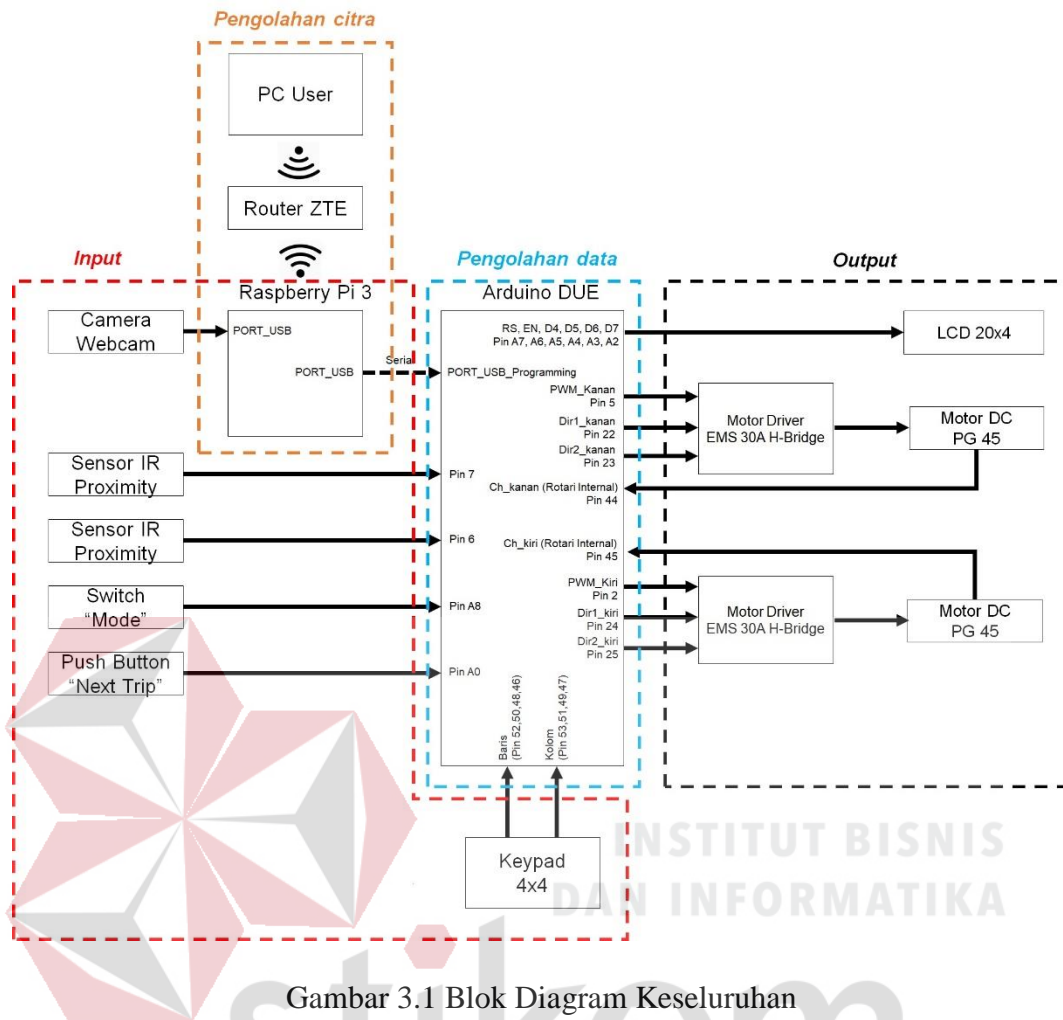 Pengolahan citra
PC User
Router ZTE
Input
Pengolahan data
Output
Raspberry Pi 3
Arduino DUE
Camera
Webcam
PORT_USB
PORT_USB
Serial
RS, EN, D4, D5, D6, D7
Pin A7, A6, A5, A4, A3, A2
LCD 20x4
PORT_USB_Programming
PWM_Kanan
Pin 5
Dir1_kanan
Pin 22
Dir2_kanan
Pin 23
Motor Driver
EMS 30A H-Bridge
Motor DC
PG 45
Sensor IR
Proximity
Pin 7
Ch_kanan (Rotari Internal)
Pin 44
Sensor IR
Proximity
Pin 6
Ch_kiri (Rotari Internal)
Pin 45
Switch
“Mode”
Pin A8
PWM_Kiri
Pin 2
Dir1_kiri
Pin 24
Dir2_kiri
Pin 25
Motor Driver
EMS 30A H-Bridge
Motor DC
PG 45
Push Button
“Next Trip”
Pin A0
Baris
(Pin 52,50,48,46)
Kolom
(Pin 53,51,49,47)
Keypad
4x4
INSTITUT BISNIS
DAN INFORMATIKA
stikom
Gambar 3.1 Blok Diagram Keseluruhan